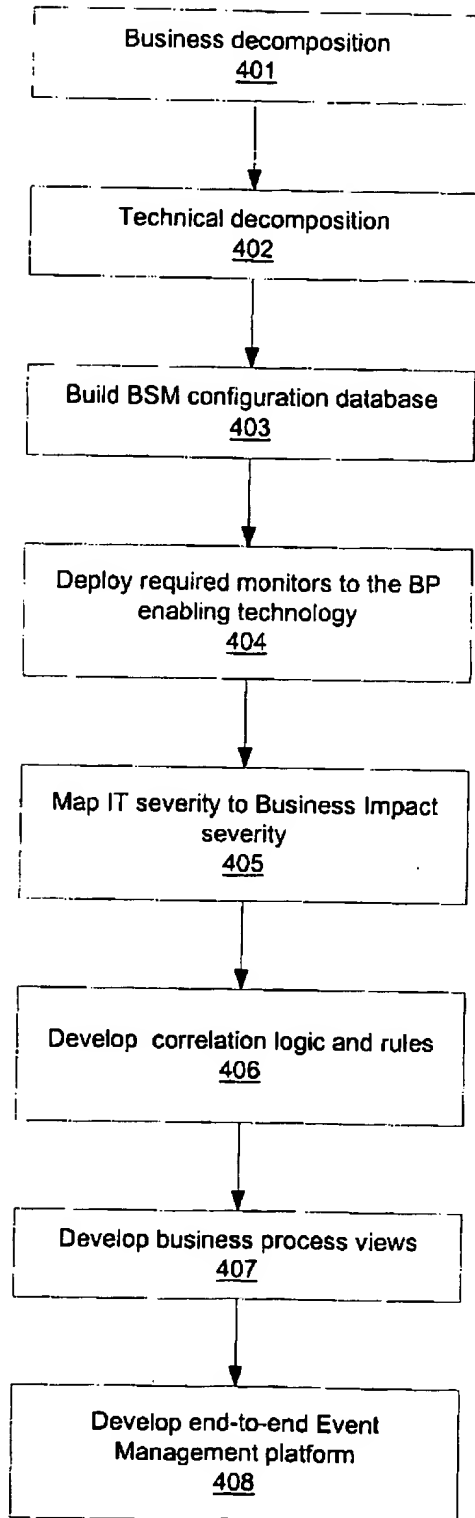 Business decomposition
401
Technical decomposition
402
Build BSM configuration database
403
Deploy required monitors to the BP
enabling technology
404
Map IT severity to Business Impact
severity
405
Develop correlation logic and rules
406
Develop business process views
407
Develop end-to-end Event
Management platform
408